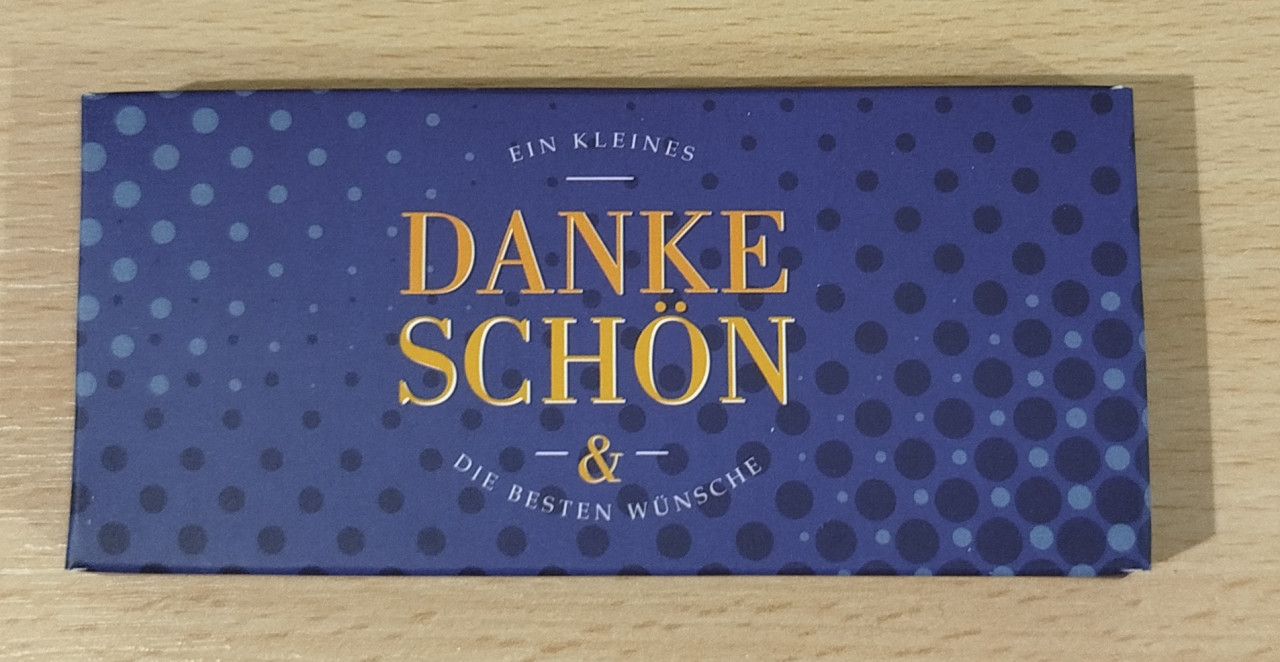 EIN KLEINES
DANKE
SCHÖN
&
DIE BESTEN WÜNSCHE